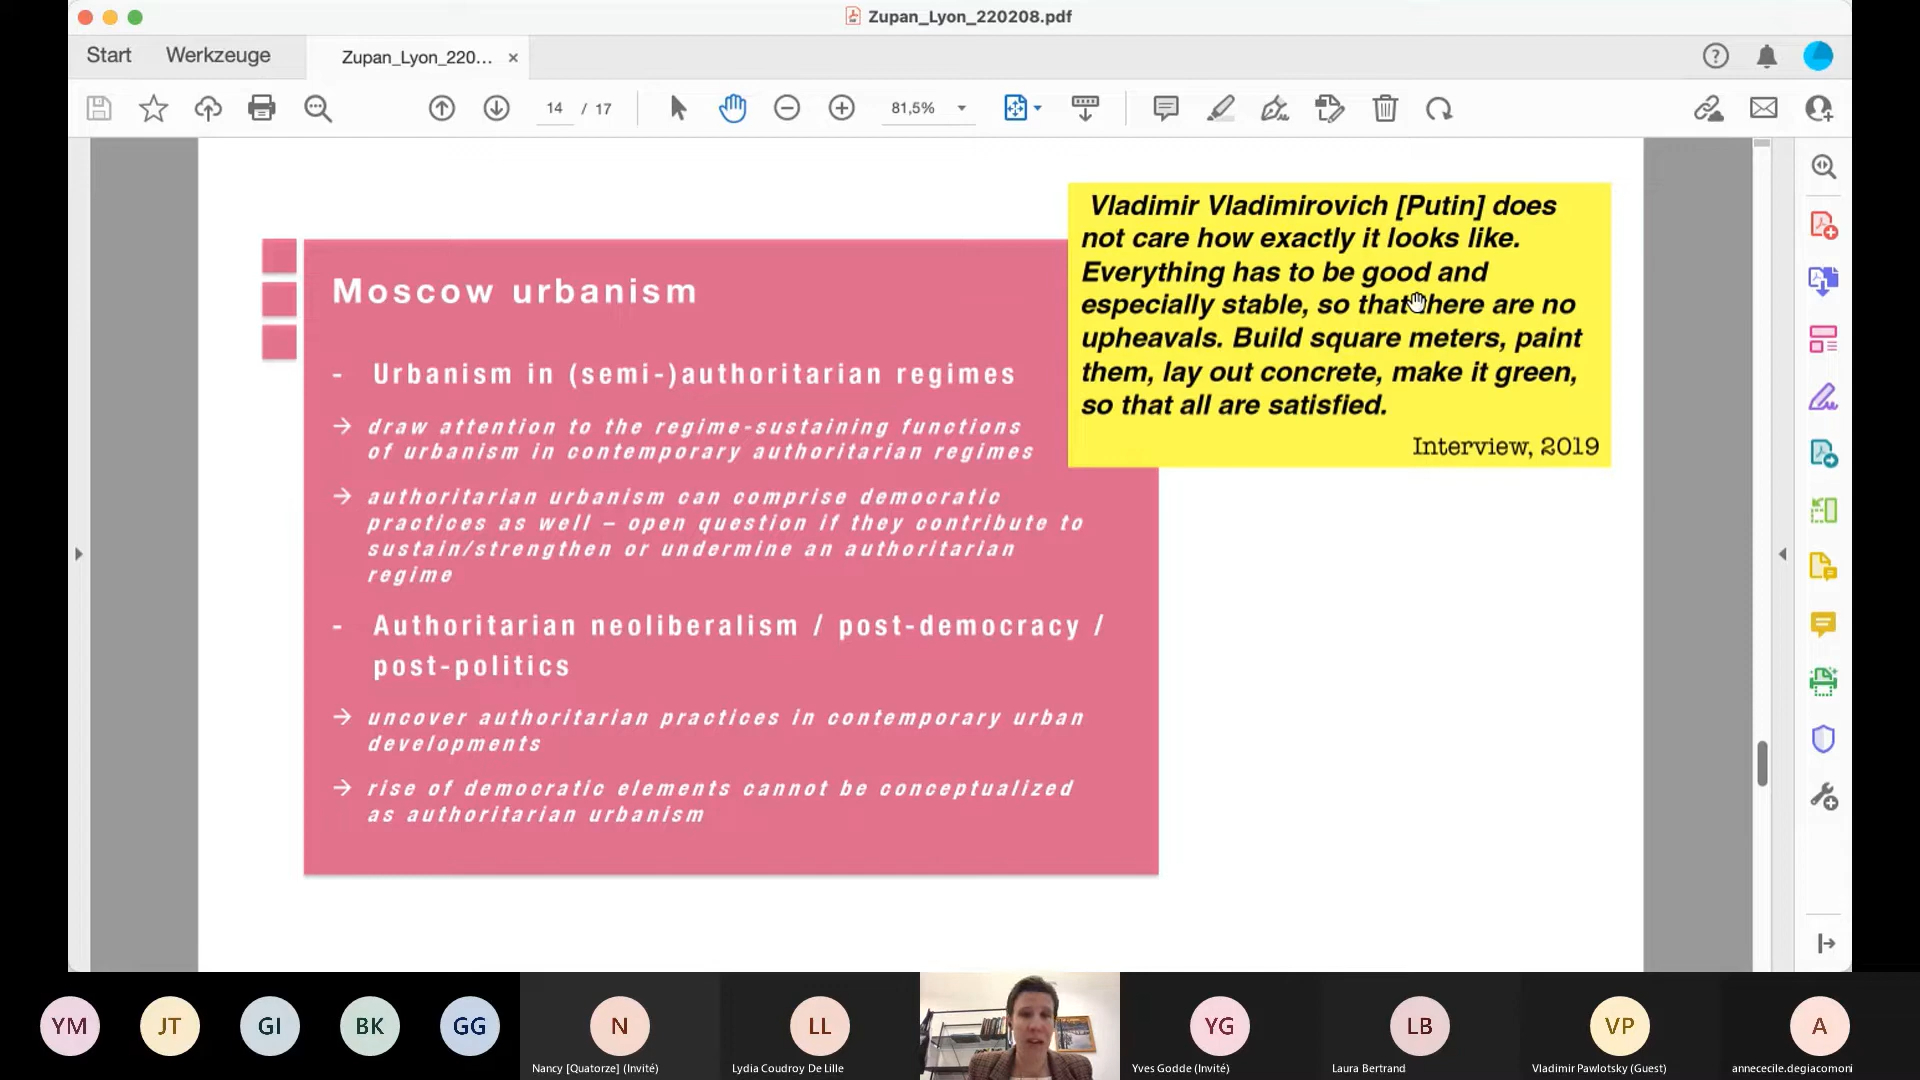 Zupan_Lyon_220208.pdf
Start
Werkzeuge
Zupan_Lyon_220...
14 / 17
81,5%
Vladimir Vladimirovich [Putin] does
not care how exactly it looks like.
Everything has to be good and
especially stable, so that there are no
upheavals. Build square meters, paint
them, lay out concrete, make it green,
so that all are satisfied.
Interview, 2019
Moscow urbanism
- Urbanism in (semi-)authoritarian regimes
→ draw attention to the regime-sustaining functions
of urbanism in contemporary authoritarian regimes
→ authoritarian urbanism can comprise democratic
practices as well – open question if they contribute to
sustain/strengthen or undermine an authoritarian
regime
- Authoritarian neoliberalism / post-democracy /
post-politics
→ uncover authoritarian practices in contemporary urban
developments
→ rise of democratic elements cannot be conceptualized
as authoritarian urbanism
YM
JT
GI
BK
GG
N
LL
YG
LB
VP
A
Nancy [Quatorze] (Invité)
Lydia Coudroy De Lille
Yves Godde (Invité)
Laura Bertrand
Vladimir Pawlotsky (Guest)
annececile.degiacomoni